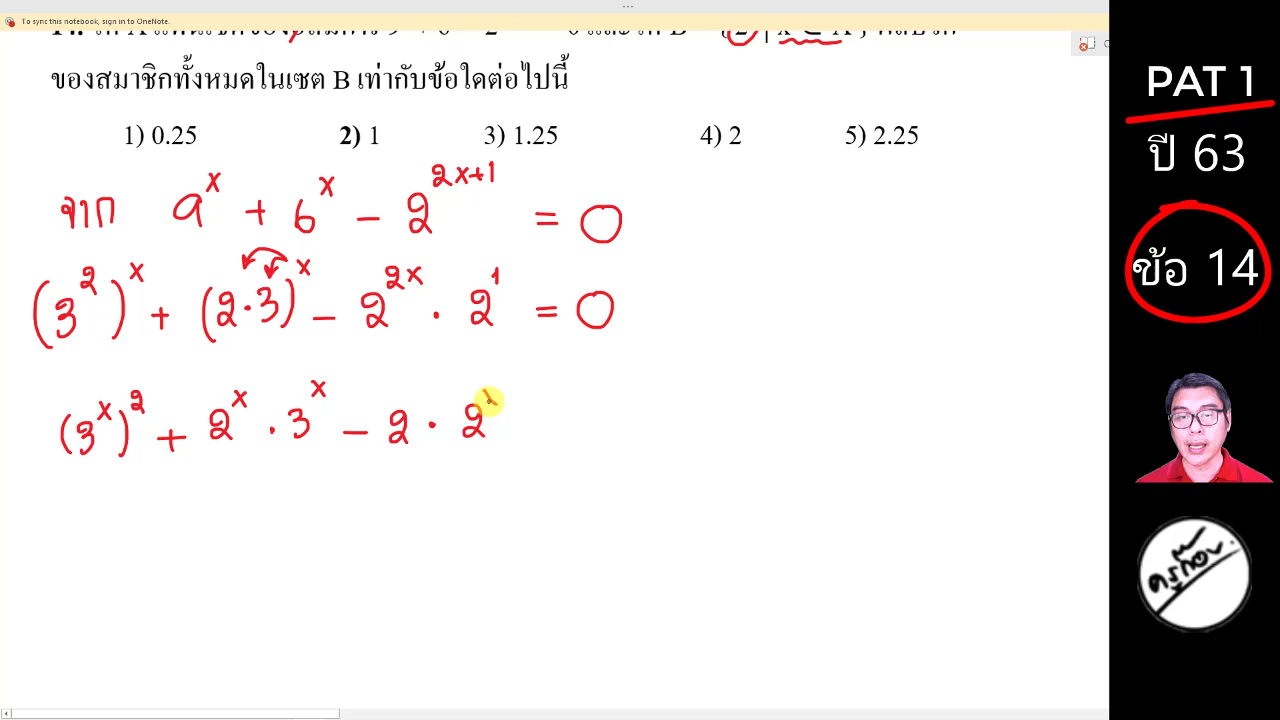 To sync this notebook, sign in to OneNote.
ของสมาชิกทั้งหมดในเซต B เท่ากับข้อใดต่อไปนี้
1) 0.25 2) 1 3) 1.25 4) 2 5) 2.25
จาก 9^x + 6^x - 2^(2x+1) = 0
(3^2)^x + (2·3)^x - 2^(2x) · 2^1 = 0
(3^x)^2 + 2^x · 3^x - 2 · 2
PAT 1
ปี 63
ข้อ 14
ครูก๊อบ